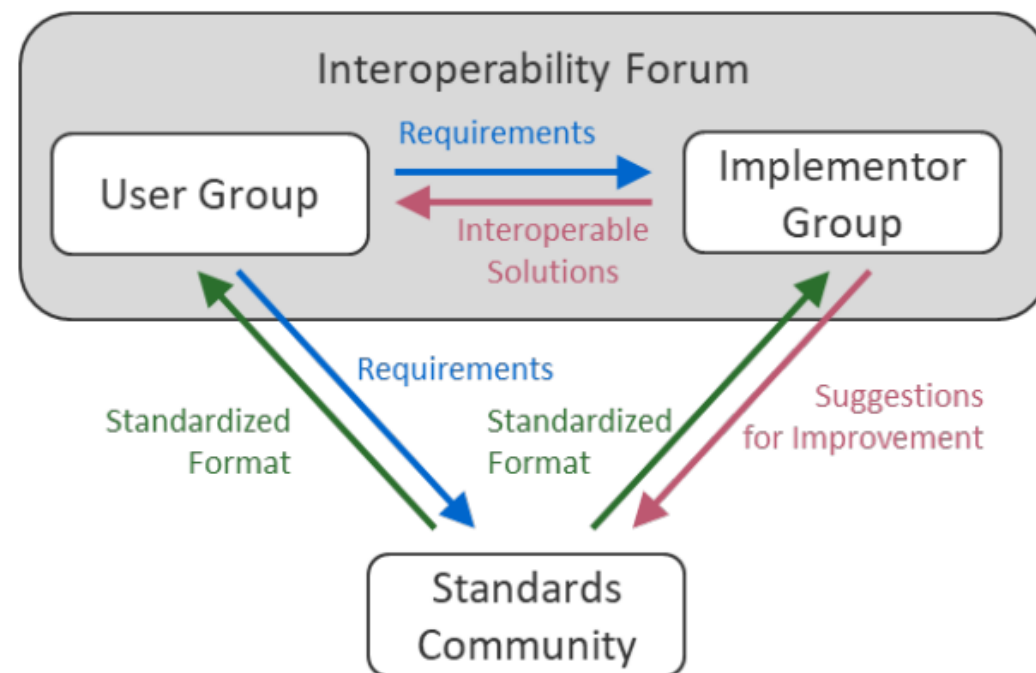 Interoperability Forum
User Group
Requirements
Interoperable
Solutions
Implementor
Group
Requirements
Standardized
Format
Standardized
Format
Suggestions
for Improvement
Standards
Community